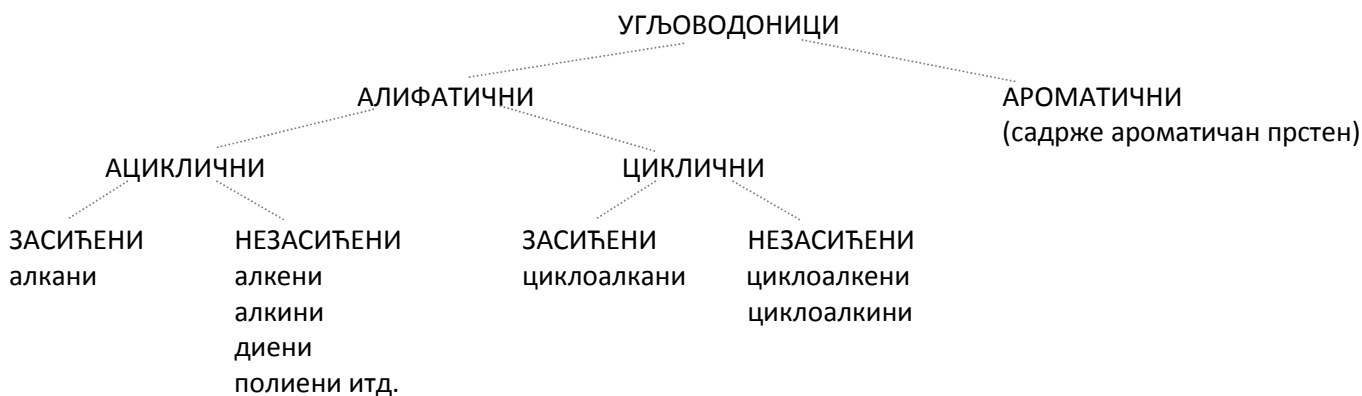 УГЉОВОДОНИЦИ
АЛИФАТИЧНИ
АРОМАТИЧНИ
(садрже ароматичан прстен)
АЦИКЛИЧНИ
ЦИКЛИЧНИ
ЗАСИЋЕНИ
алкани
НЕЗАСИЋЕНИ
алкени
алкини
диени
полиени итд.
ЗАСИЋЕНИ
циклоалкани
НЕЗАСИЋЕНИ
циклоалкени
циклоалкини